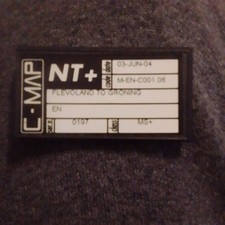 C-MAP
NT+
03-JUN-04
M-EN-C001.06
FLEVOLAND TO GRONING
EN
0197
MS+